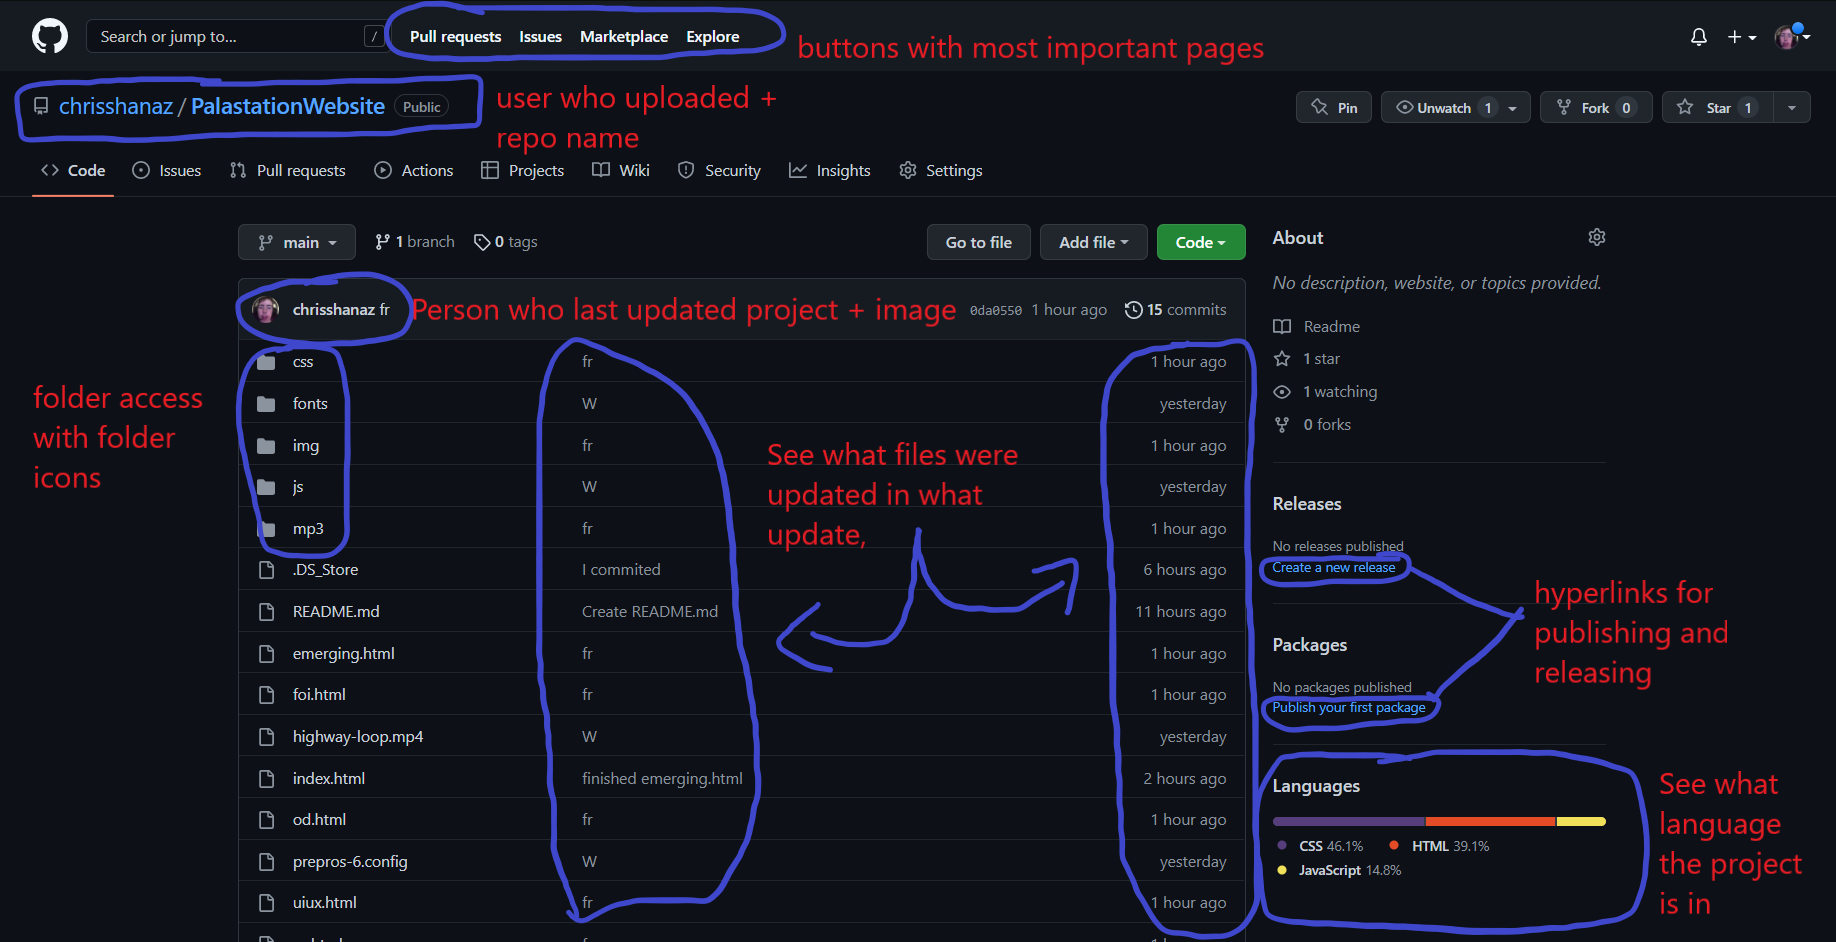 Search or jump to... /
Pull requests Issues Marketplace Explore
buttons with most important pages
chrisshanaz / PalastationWebsite Public
user who uploaded +
repo name
Pin Unwatch 1 Fork 0 Star 1
Code Issues Pull requests Actions Projects Wiki Security Insights Settings
main 1 branch 0 tags
Go to file Add file Code
chrisshanaz fr
Person who last updated project + image
0da0550 1 hour ago 15 commits
css fr 1 hour ago
fonts W yesterday
img fr 1 hour ago
js W yesterday
mp3 fr 1 hour ago
.DS_Store I commited 6 hours ago
README.md Create README.md 11 hours ago
emerging.html fr 1 hour ago
foi.html fr 1 hour ago
highway-loop.mp4 W yesterday
index.html finished emerging.html 2 hours ago
od.html fr 1 hour ago
prepros-6.config W yesterday
uiux.html fr 1 hour ago
folder access
with folder
icons
See what files were
updated in what
update,
About
No description, website, or topics provided.
Readme
1 star
1 watching
0 forks
Releases
No releases published
Create a new release
Packages
No packages published
Publish your first package
hyperlinks for
publishing and
releasing
Languages
CSS 46.1% HTML 39.1%
JavaScript 14.8%
See what
language
the project
is in